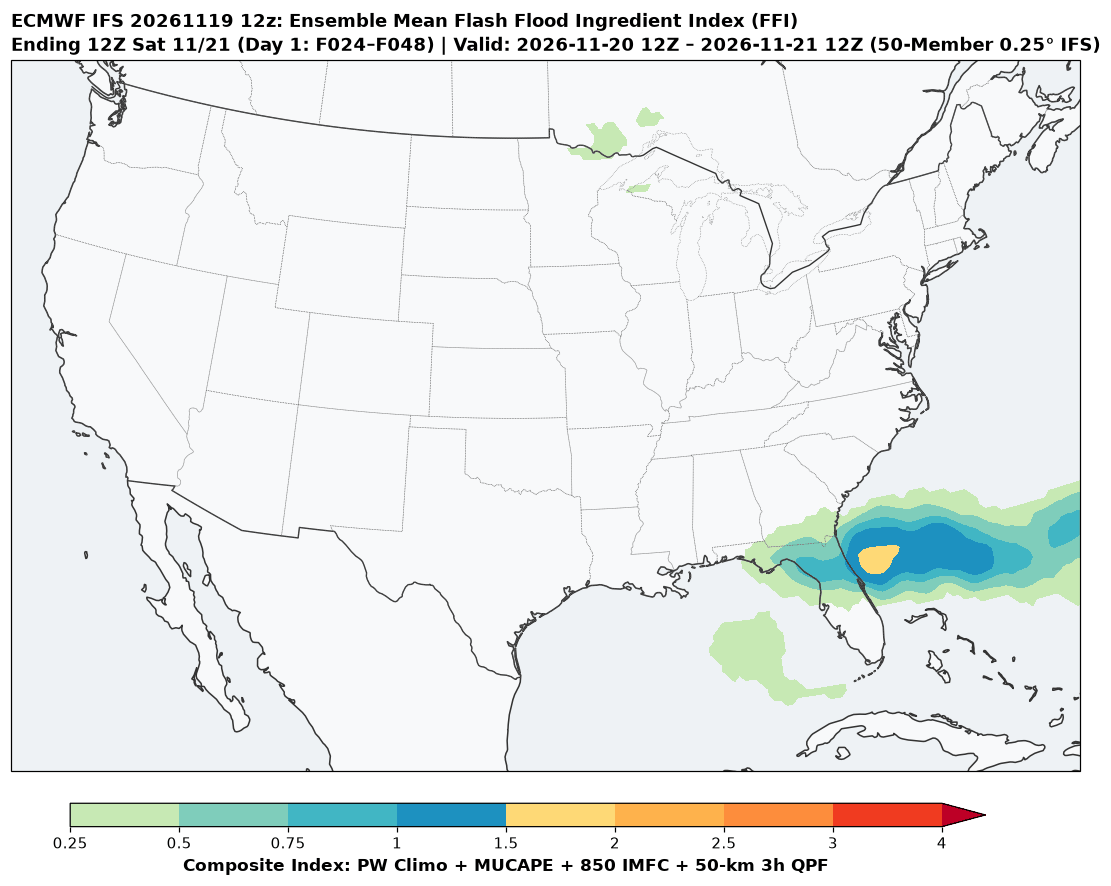 ECMWF IFS 20261119 12z: Ensemble Mean Flash Flood Ingredient Index (FFI)
Ending 12Z Sat 11/21 (Day 1: F024–F048) | Valid: 2026-11-20 12Z – 2026-11-21 12Z (50-Member 0.25° IFS)
0.25 0.5 0.75 1 1.5 2 2.5 3 4
Composite Index: PW Climo + MUCAPE + 850 IMFC + 50-km 3h QPF